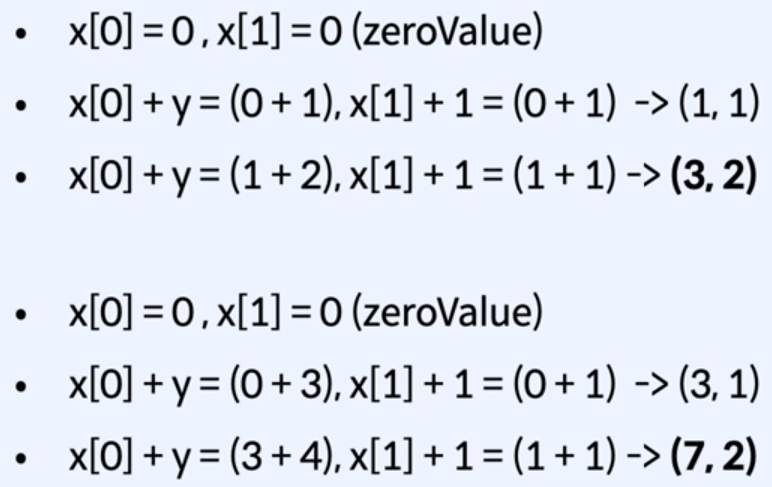 • x[0] = 0 , x[1] = 0 (zeroValue)
• x[0] + y = (0 + 1), x[1] + 1 = (0 + 1) -> (1, 1)
• x[0] + y = (1 + 2), x[1] + 1 = (1 + 1) -> (3, 2)
• x[0] = 0 , x[1] = 0 (zeroValue)
• x[0] + y = (0 + 3), x[1] + 1 = (0 + 1) -> (3, 1)
• x[0] + y = (3 + 4), x[1] + 1 = (1 + 1) -> (7, 2)